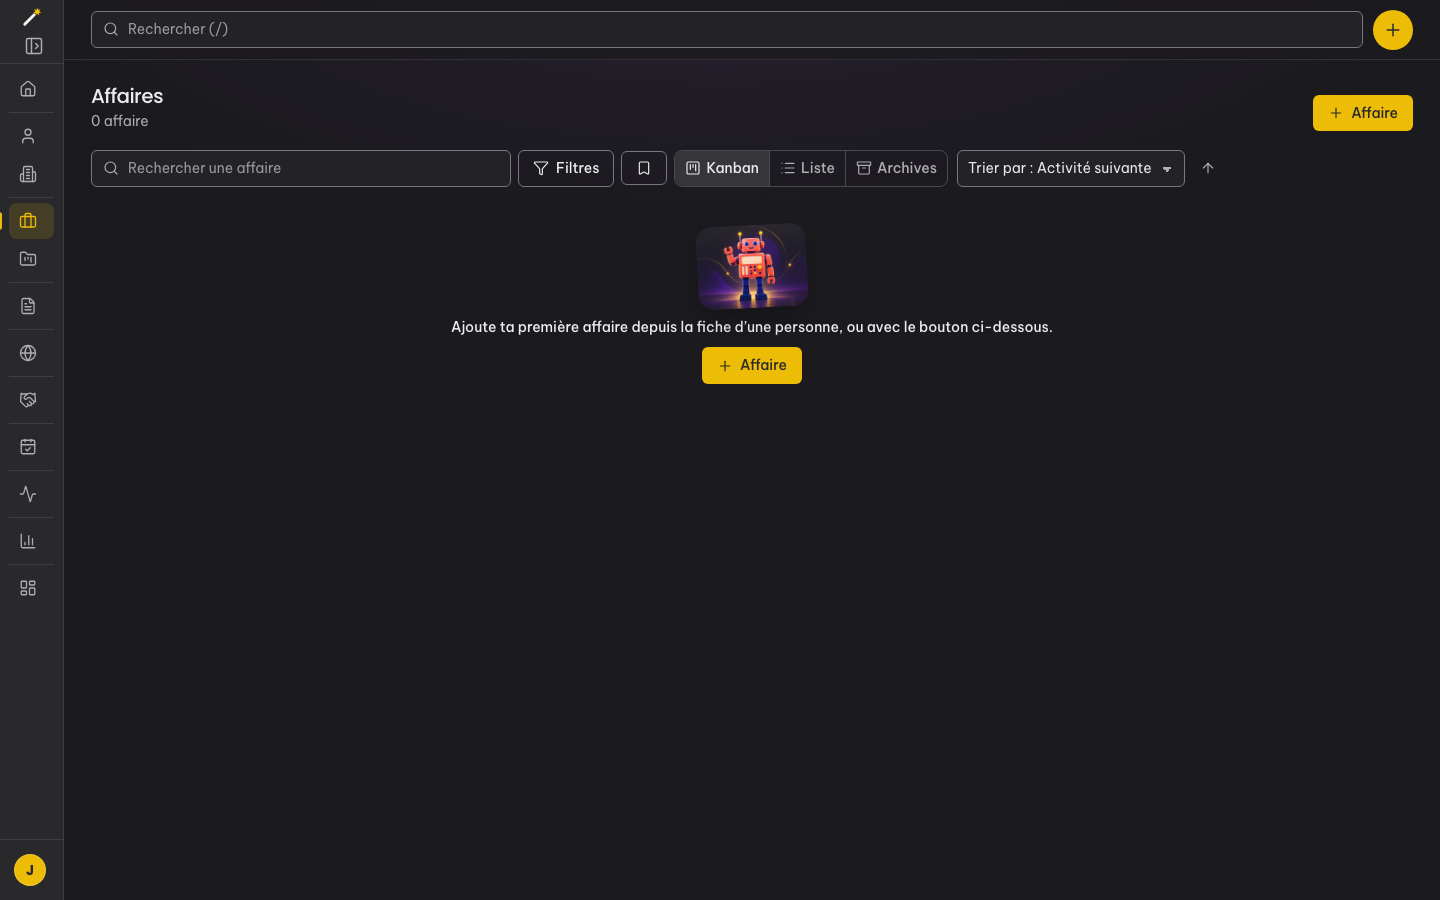 Rechercher (/)
Affaires
0 affaire
Affaire
Rechercher une affaire
Filtres
Kanban
Liste
Archives
Trier par : Activité suivante
Ajoute ta première affaire depuis la fiche d’une personne, ou avec le bouton ci-dessous.
Affaire
J